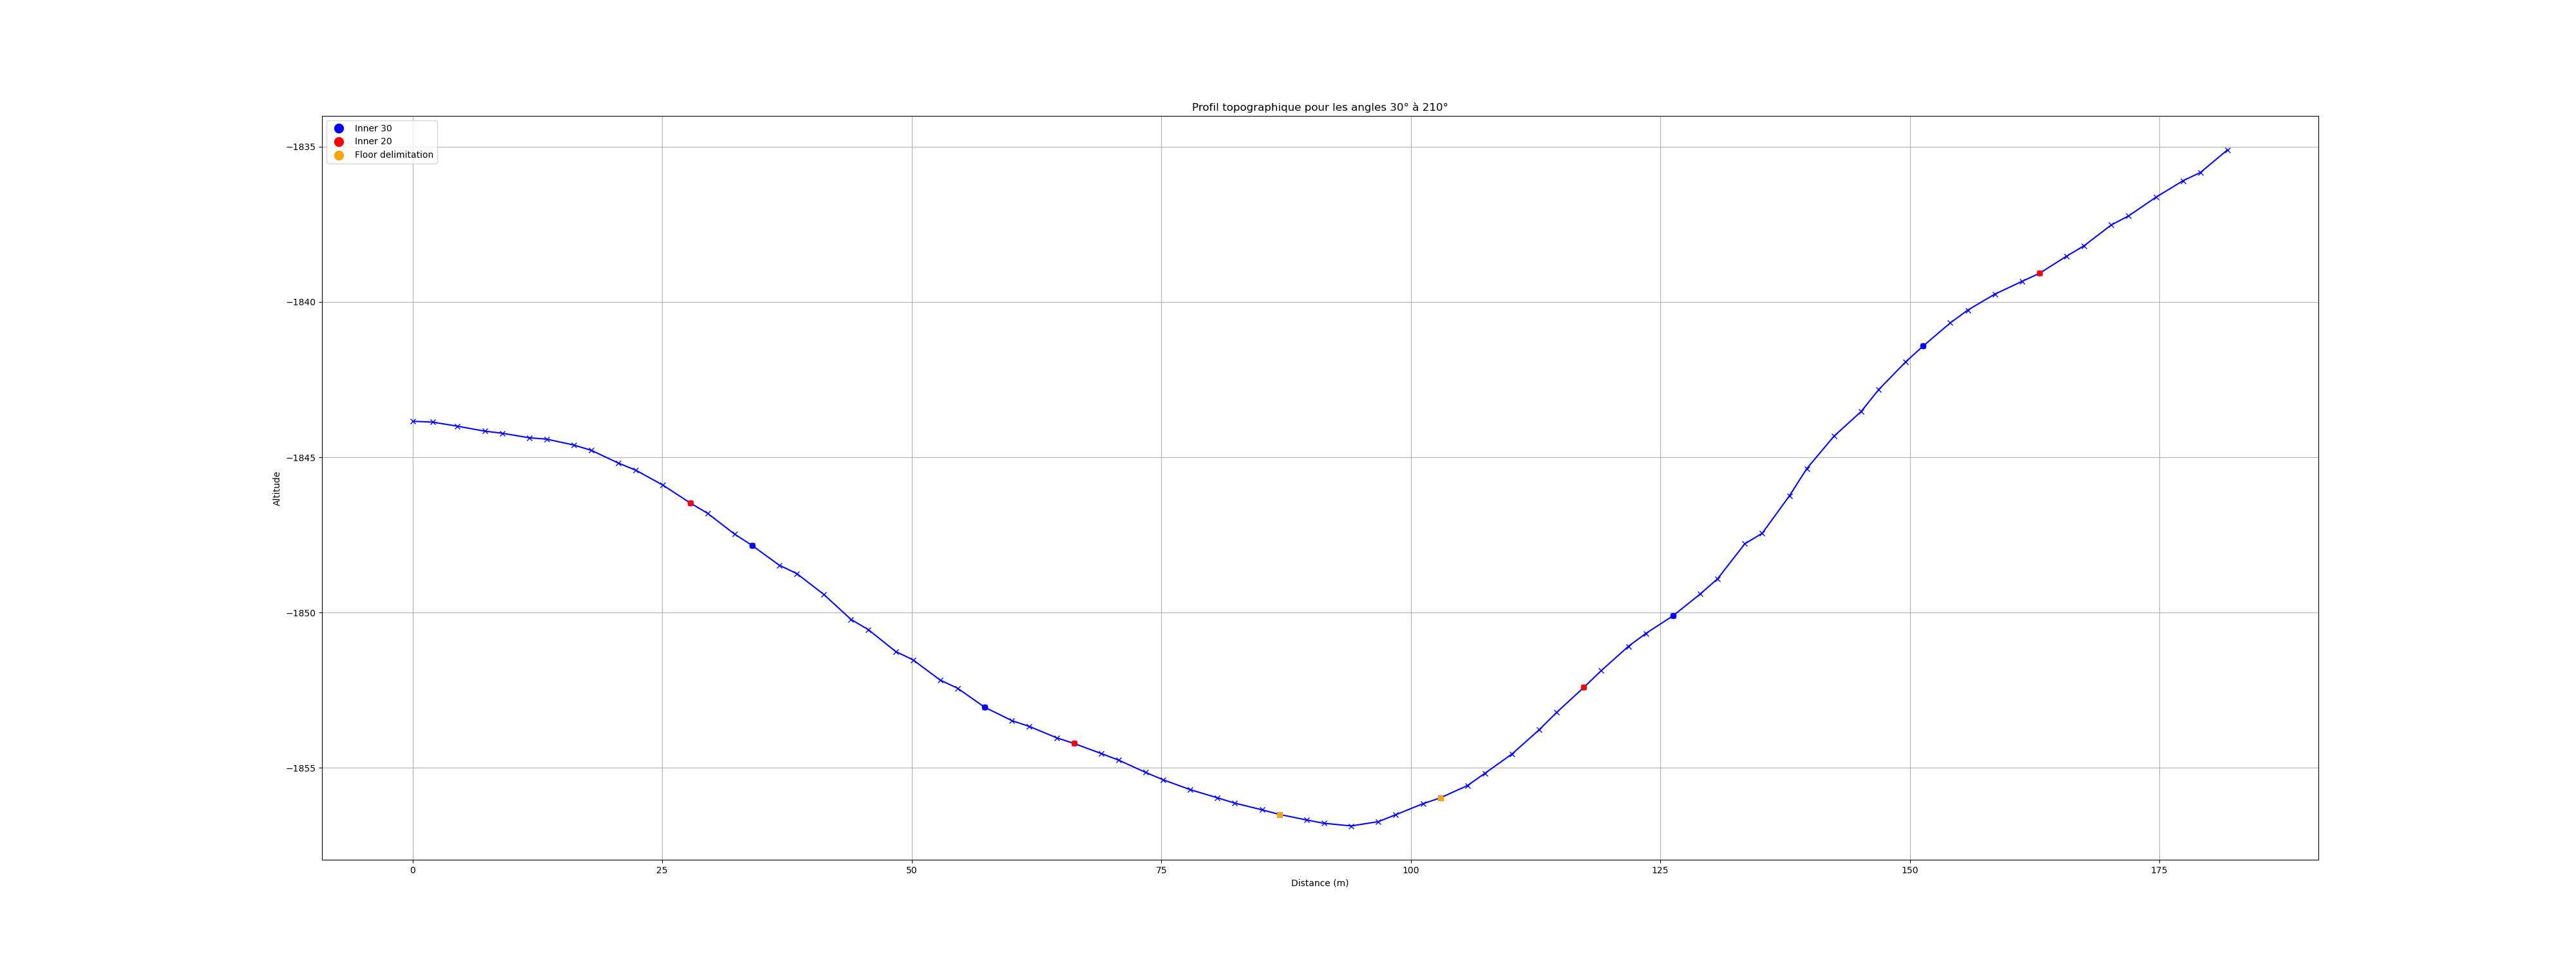 Profil topographique pour les angles 30° à 210°
Inner 30
Inner 20
Floor delimitation
−1835
−1840
−1845
−1850
−1855
Altitude
0 25 50 75 100 125 150 175
Distance (m)